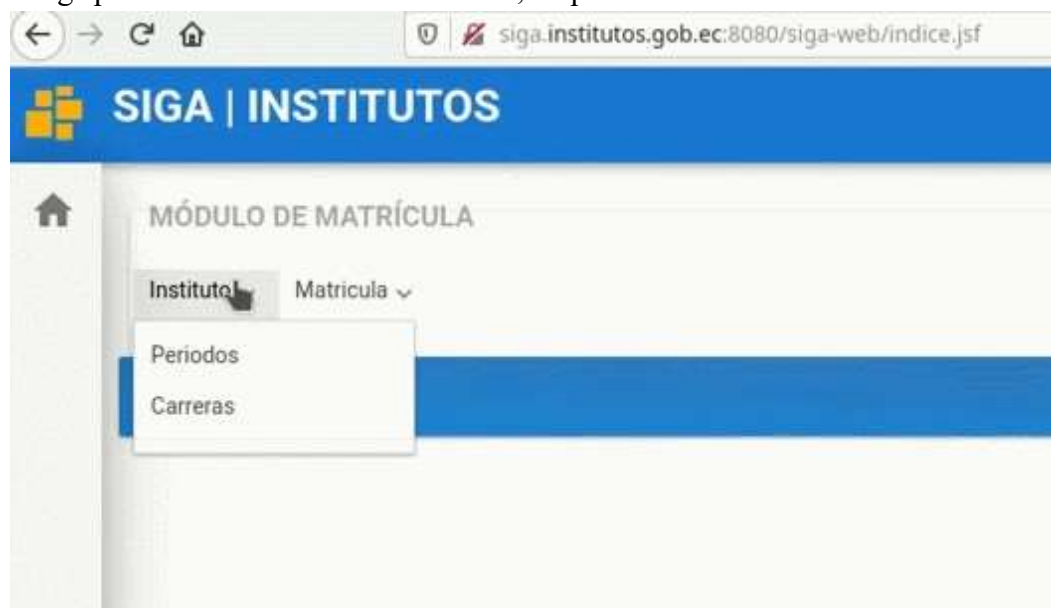 siga.institutos.gob.ec:8080/siga-web/indice.jsf
SIGA | INSTITUTOS
MÓDULO DE MATRÍCULA
Instituto Matricula
Periodos
Carreras